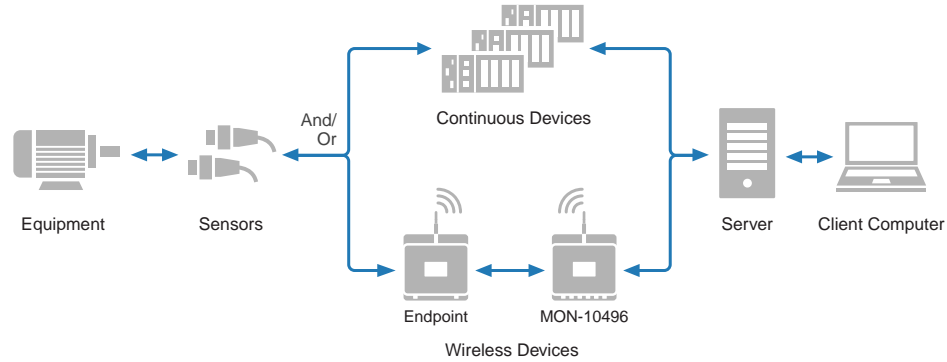 And/
Or
Continuous Devices
Equipment
Sensors
Server
Client Computer
Endpoint
MON-10496
Wireless Devices